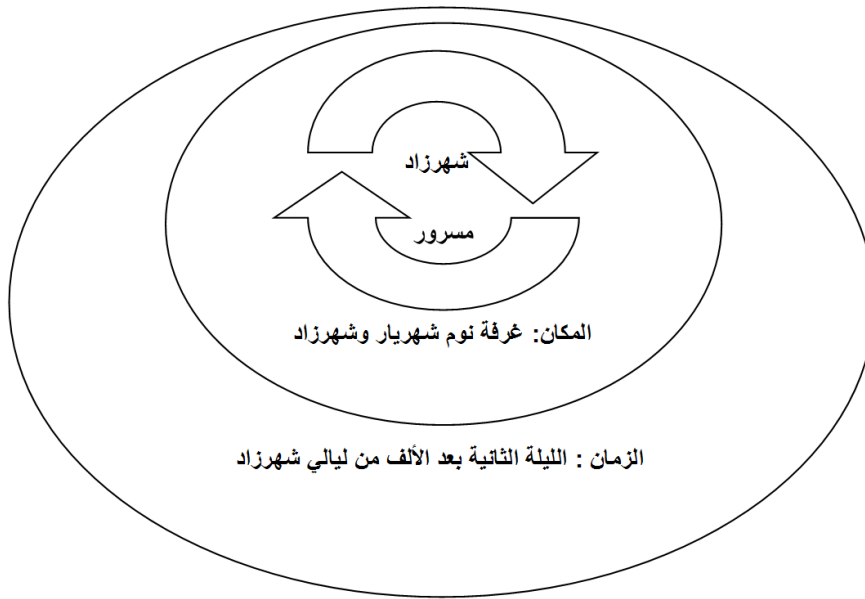 شهرزاد
مسرور
المكان: غرفة نوم شهريار وشهرزاد
الزمان : الليلة الثانية بعد الألف من ليالي شهرزاد